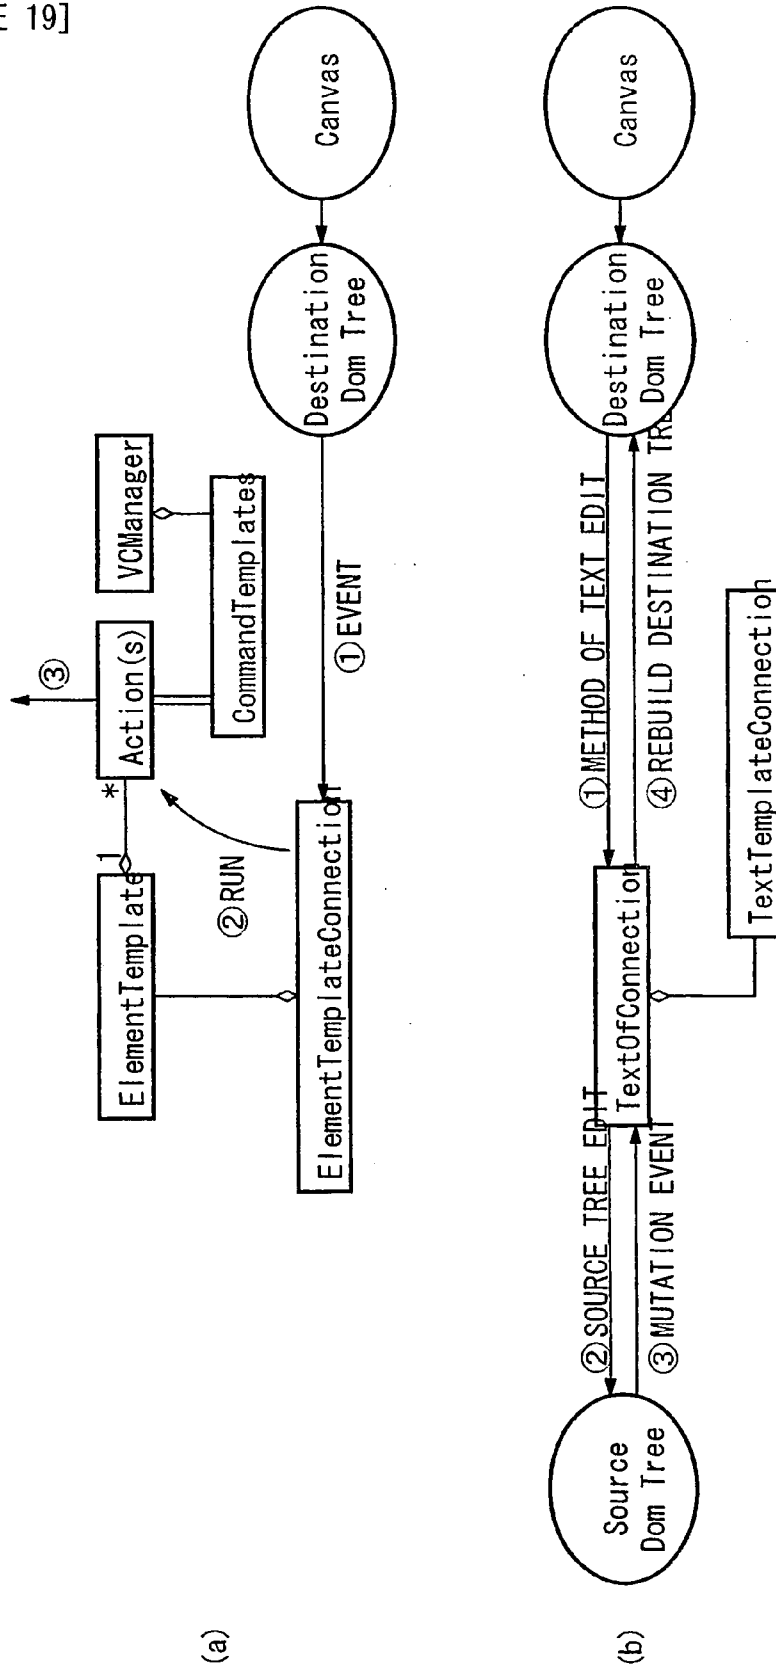 E 19]
(a)
ElementTemplate
1
*
Action(s)
③
VCManager
CommandTemplates
②RUN
ElementTemplateConnection
①EVENT
Destination
Dom Tree
Canvas
(b)
Source
Dom Tree
②SOURCE TREE EDIT
③MUTATION EVENT
TextOfConnection
①METHOD OF TEXT EDIT
④REBUILD DESTINATION TREE
TextTemplateConnection
Destination
Dom Tree
Canvas